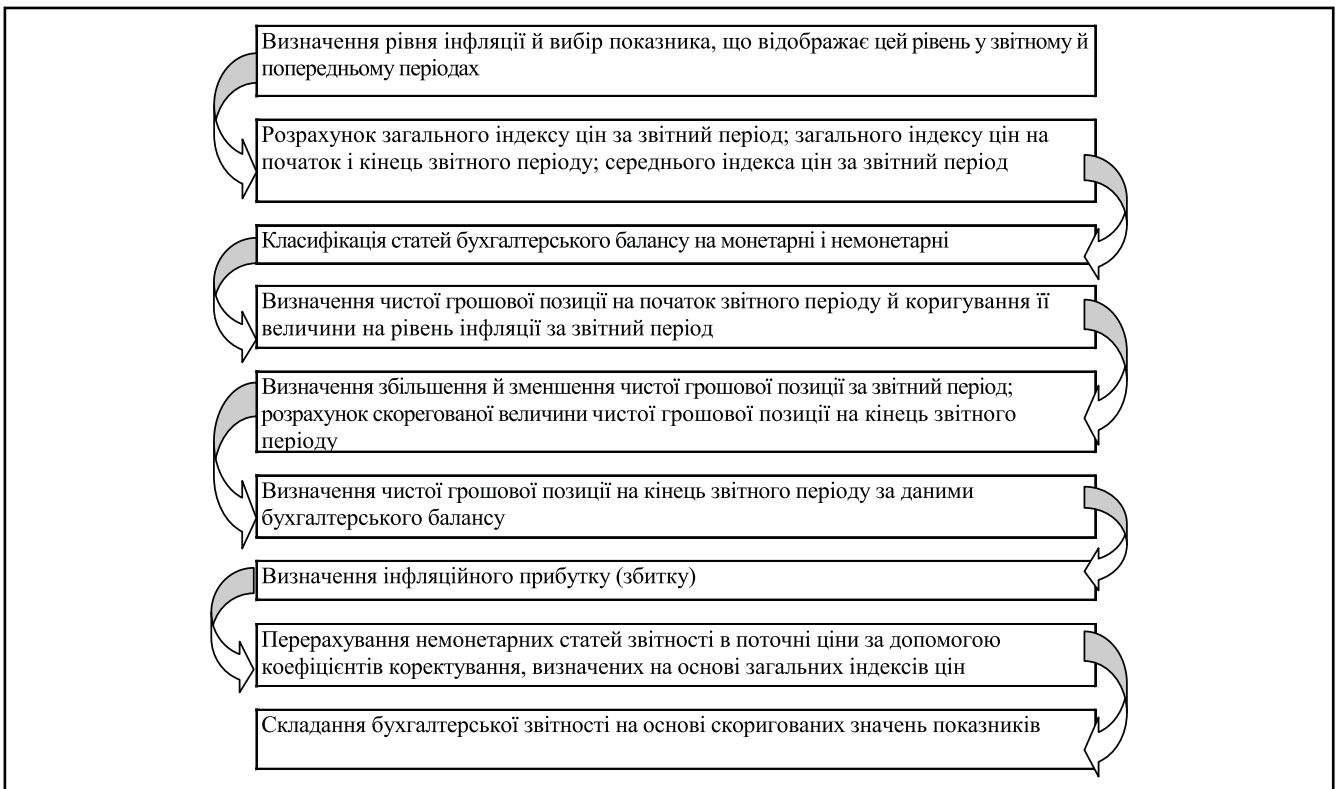 Визначення рівня інфляції й вибір показника, що відображає цей рівень у звітному й
попередньому періодах
Розрахунок загального індексу цін за звітний період; загального індексу цін на
початок і кінець звітного періоду; середнього індекса цін за звітний період
Класифікація статей бухгалтерського балансу на монетарні і немонетарні
Визначення чистої грошової позиції на початок звітного періоду й коригування її
величини на рівень інфляції за звітний період
Визначення збільшення й зменшення чистої грошової позиції за звітний період;
розрахунок скорегованої величини чистої грошової позиції на кінець звітного
періоду
Визначення чистої грошової позиції на кінець звітного періоду за даними
бухгалтерського балансу
Визначення інфляційного прибутку (збитку)
Перерахування немонетарних статей звітності в поточні ціни за допомогою
коефіцієнтів коректування, визначених на основі загальних індексів цін
Складання бухгалтерської звітності на основі скоригованих значень показників